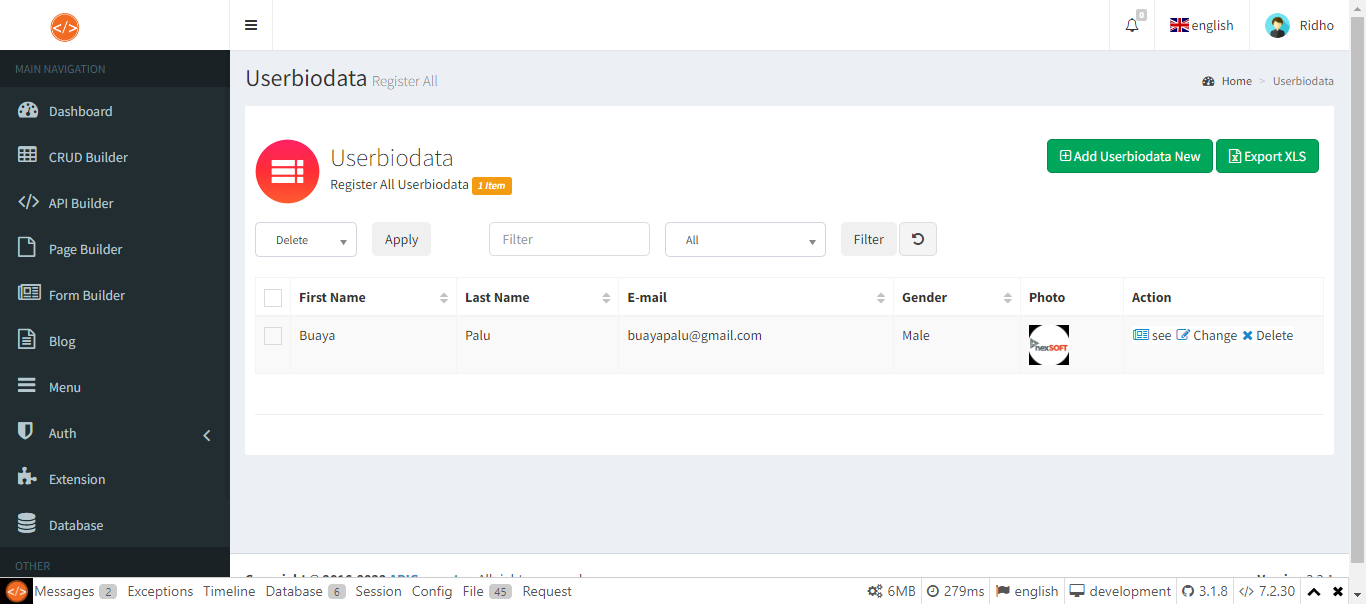 0
english
Ridho
MAIN NAVIGATION
Dashboard
CRUD Builder
API Builder
Page Builder
Form Builder
Blog
Menu
Auth
Extension
Database
OTHER
Userbiodata Register All
Home > Userbiodata
Userbiodata
Register All Userbiodata 1 Item
Add Userbiodata New
Export XLS
Delete
Apply
Filter
All
Filter
First Name Last Name E-mail Gender Photo Action
Buaya Palu buayapalu@gmail.com Male nexSOFT see Change Delete
Messages 2 Exceptions Timeline Database 6 Session Config File 45 Request 6MB 279ms english development 3.1.8 7.2.30